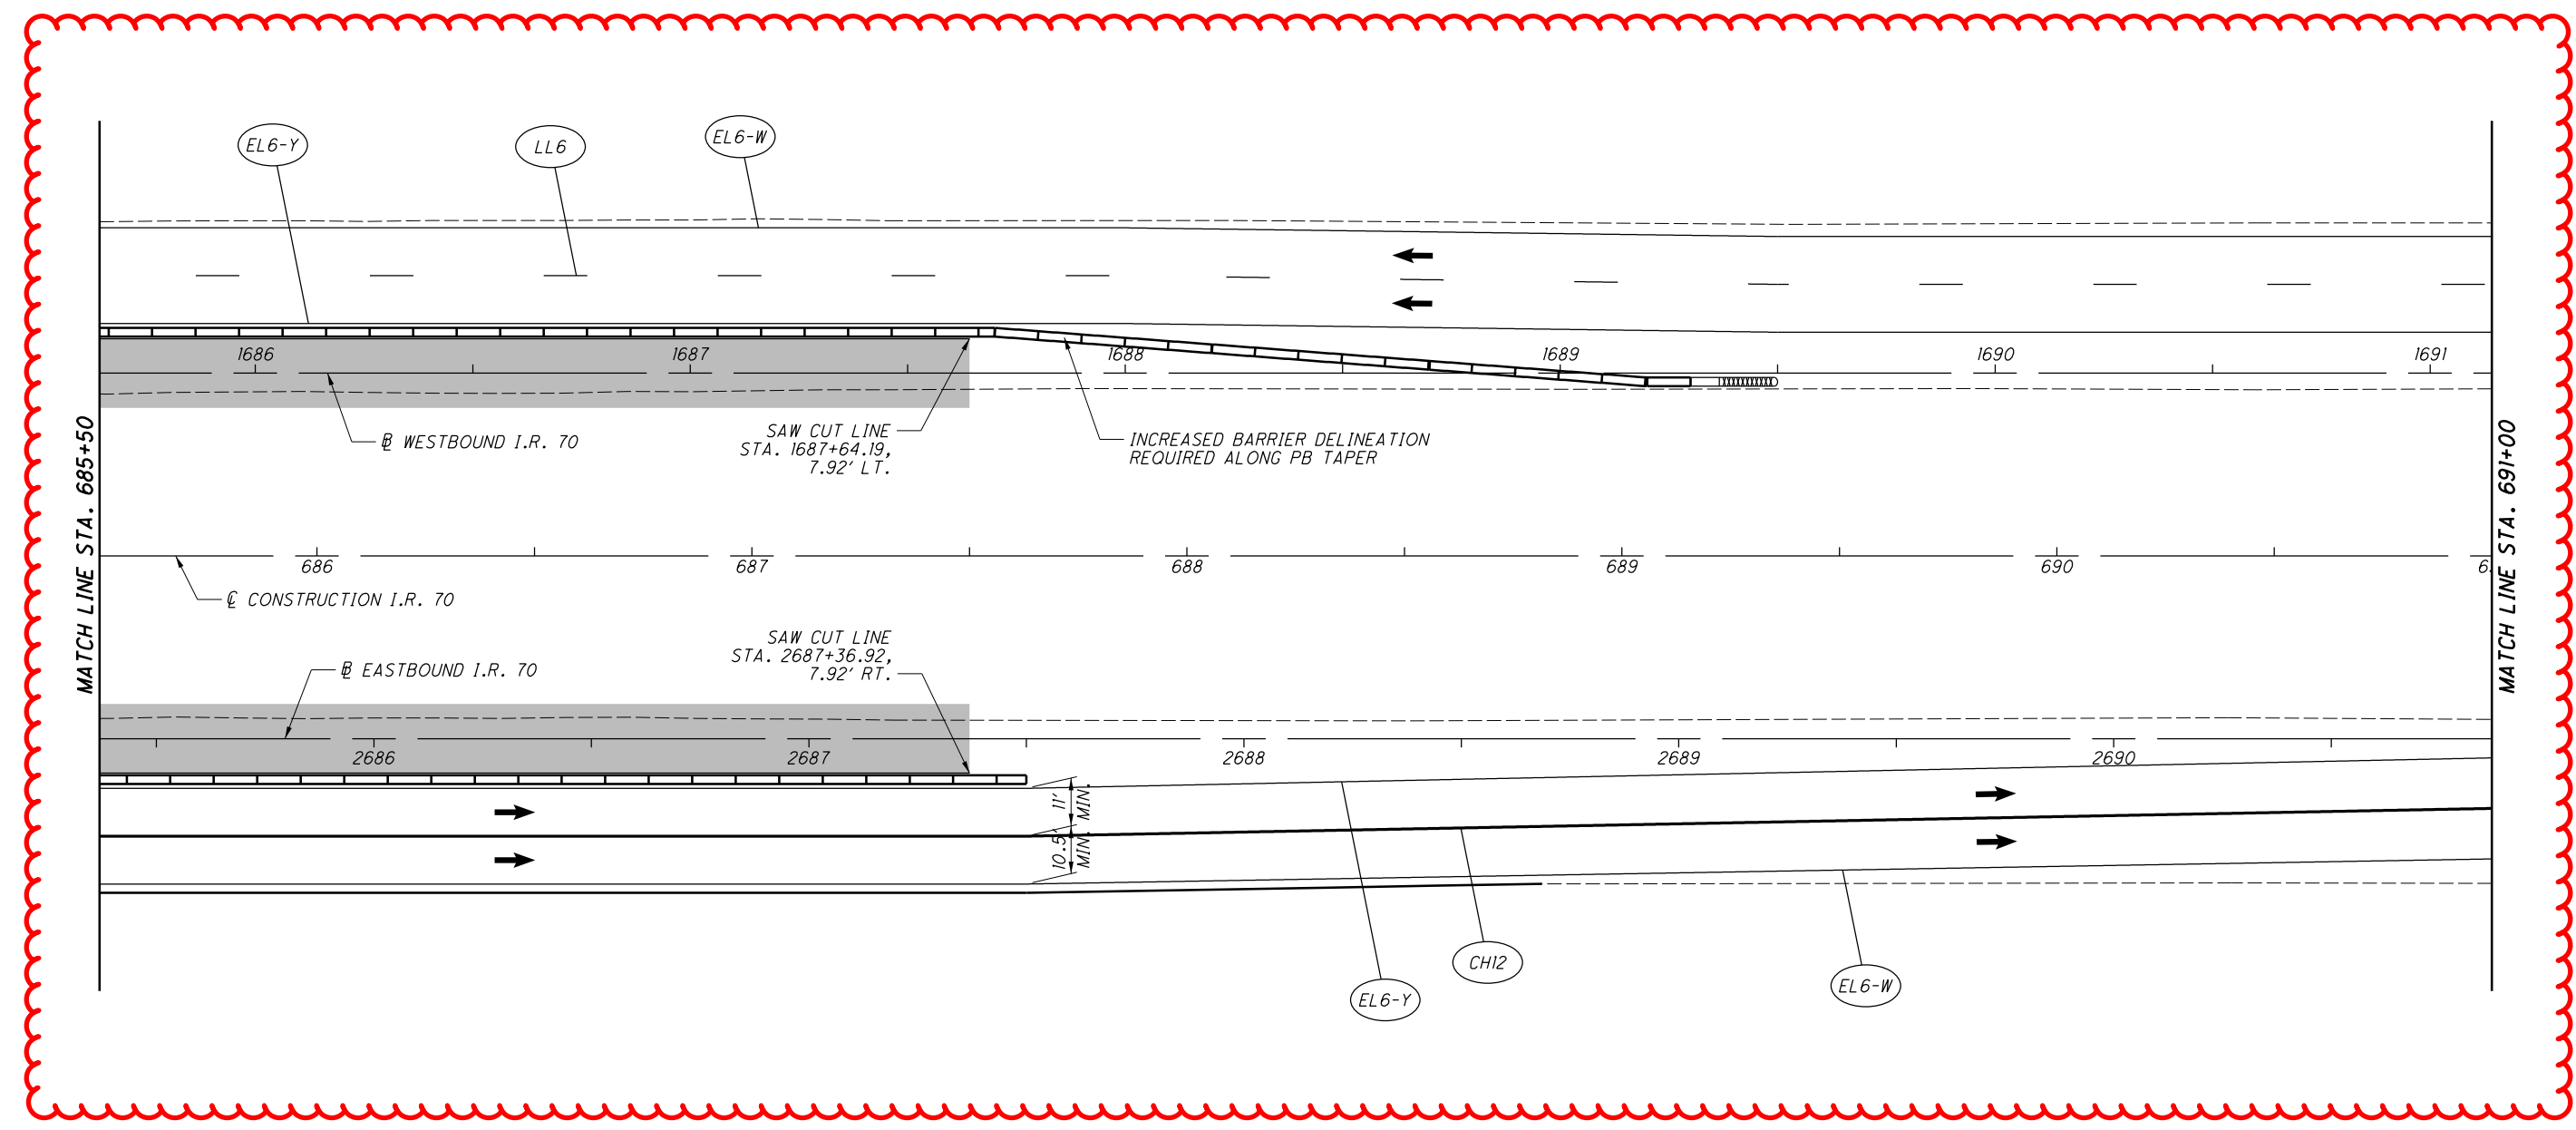 EL6-Y
LL6
EL6-W
1686
1687
1688
1689
1690
1691
℄ WESTBOUND I.R. 70
SAW CUT LINE
STA. 1687+64.19,
7.92' LT.
INCREASED BARRIER DELINEATION
REQUIRED ALONG PB TAPER
MATCH LINE STA. 685+50
MATCH LINE STA. 691+00
686
687
688
689
690
℄ CONSTRUCTION I.R. 70
SAW CUT LINE
STA. 2687+36.92,
7.92' RT.
EASTBOUND I.R. 70
2686
2687
2688
2689
2690
11'
MIN.
10.5'
MIN.
EL6-Y
CH12
EL6-W